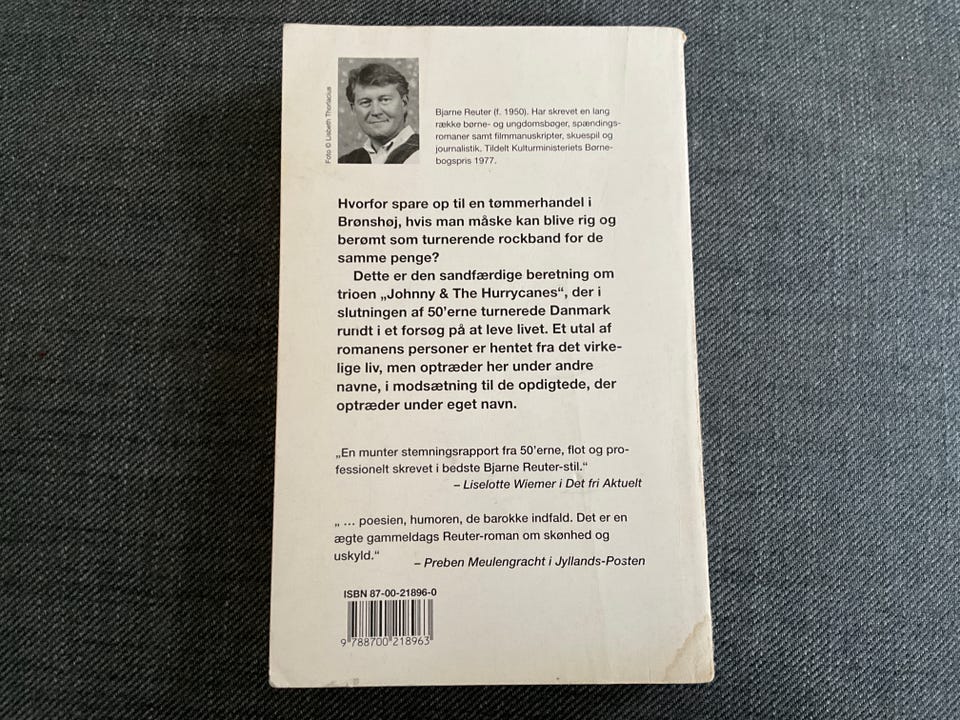 Foto © Lisbeth Thorlacius
Bjarne Reuter (f. 1950). Har skrevet en lang
række børne- og ungdomsbøger, spændings-
romaner samt filmmanuskripter, skuespil og
journalistik. Tildelt Kulturministeriets Børne-
bogspris 1977.
Hvorfor spare op til en tømmerhandel i
Brønshøj, hvis man måske kan blive rig og
berømt som turnerende rockband for de
samme penge?
Dette er den sandfærdige beretning om
trioen „Johnny & The Hurrycanes“, der i
slutningen af 50’erne turnerede Danmark
rundt i et forsøg på at leve livet. Et utal af
romanens personer er hentet fra det virke-
lige liv, men optræder her under andre
navne, i modsætning til de opdigtede, der
optræder under eget navn.
„En munter stemningsrapport fra 50’erne, flot og pro-
fessionelt skrevet i bedste Bjarne Reuter-stil.“
– Liselotte Wiemer i Det fri Aktuelt
„ ... poesien, humoren, de barokke indfald. Det er en
ægte gammeldags Reuter-roman om skønhed og
uskyld.“
– Preben Meulengracht i Jyllands-Posten
ISBN 87-00-21896-0
9 788700 218963